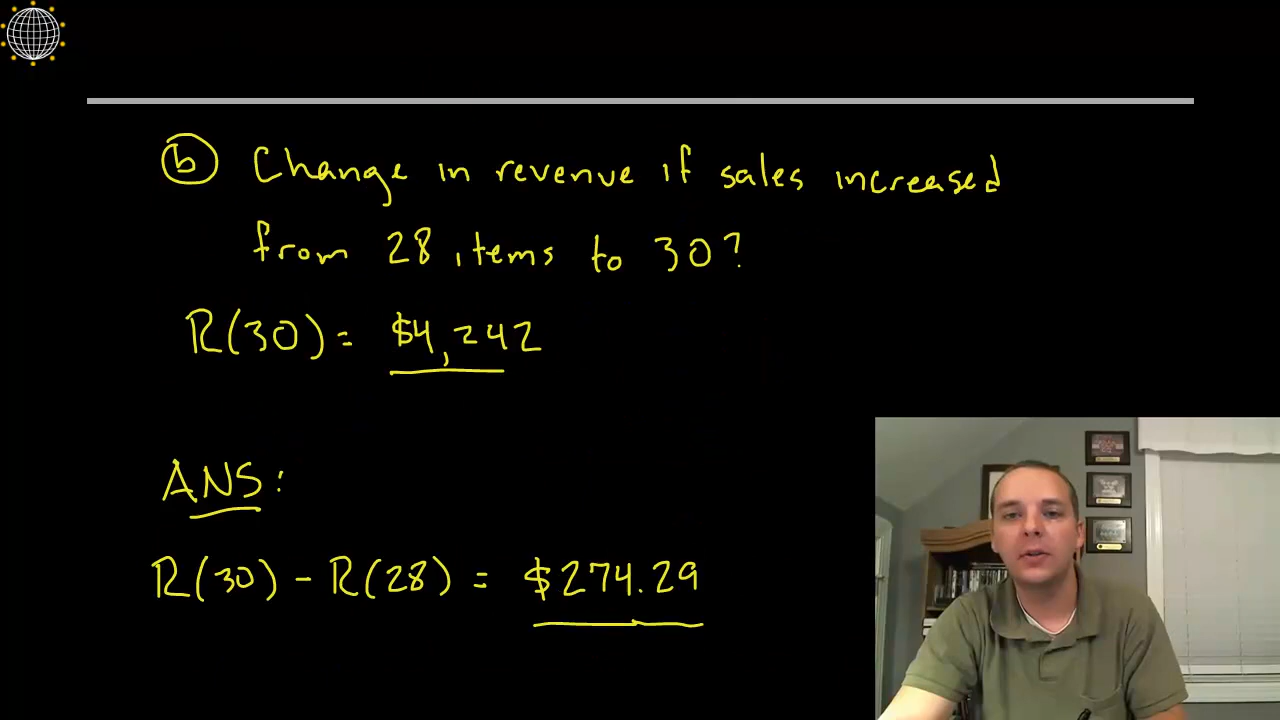 b Change in revenue if sales increased
from 28 items to 30?
R(30) = $4,242
ANS:
R(30) - R(28) = $274.29